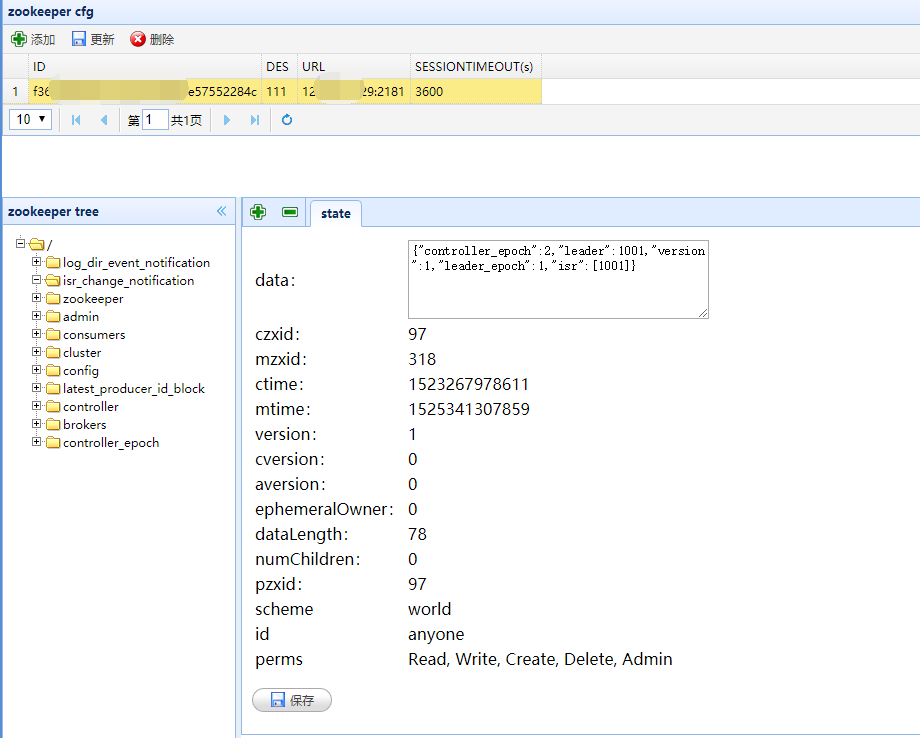 zookeeper cfg
添加 更新 删除
ID DES URL SESSIONTIMEOUT(s)
1 f36 e57552284c 111 12 29:2181 3600
10 第 1 共1页
zookeeper tree
/
log_dir_event_notification
isr_change_notification
zookeeper
admin
consumers
cluster
config
latest_producer_id_block
controller
brokers
controller_epoch
state
data:
{"controller_epoch":2,"leader":1001,"version
":1,"leader_epoch":1,"isr":[1001]}
czxid: 97
mzxid: 318
ctime: 1523267978611
mtime: 1525341307859
version: 1
cversion: 0
aversion: 0
ephemeralOwner: 0
dataLength: 78
numChildren: 0
pzxid: 97
scheme world
id anyone
perms Read, Write, Create, Delete, Admin
保存